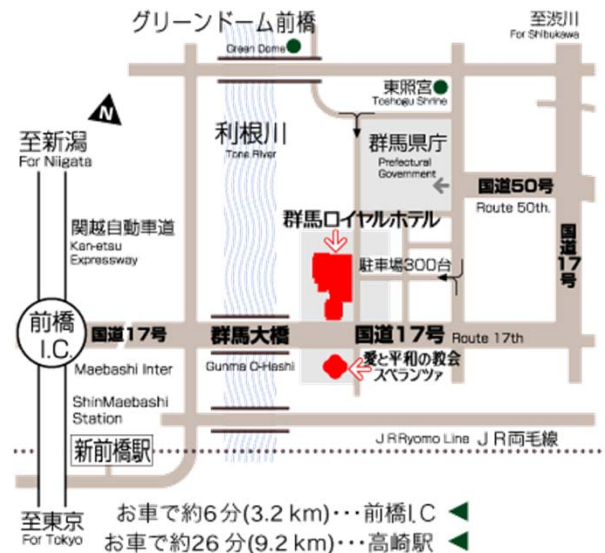 グリーンドーム前橋
Green Dome
至渋川
For Shibukawa
東照宮
Toshogu Shrine
N
至新潟
For Niigata
利根川
Tone River
群馬県庁
Prefectural
Government
国道50号
Route 50th.
関越自動車道
Kan-etsu
Expressway
群馬ロイヤルホテル
駐車場300台
国道17号
前橋
I.C.
国道17号
群馬大橋
国道17号 Route 17th
Maebashi Inter
Gunma O-Hashi
愛と平和の教会
スペランツァ
ShinMaebashi
Station
新前橋駅
J R Ryomo Line J R両毛線
至東京
For Tokyo
お車で約6分(3.2 km)･･･前橋I.C ◀
お車で約26分(9.2 km)･･･高崎駅 ◀